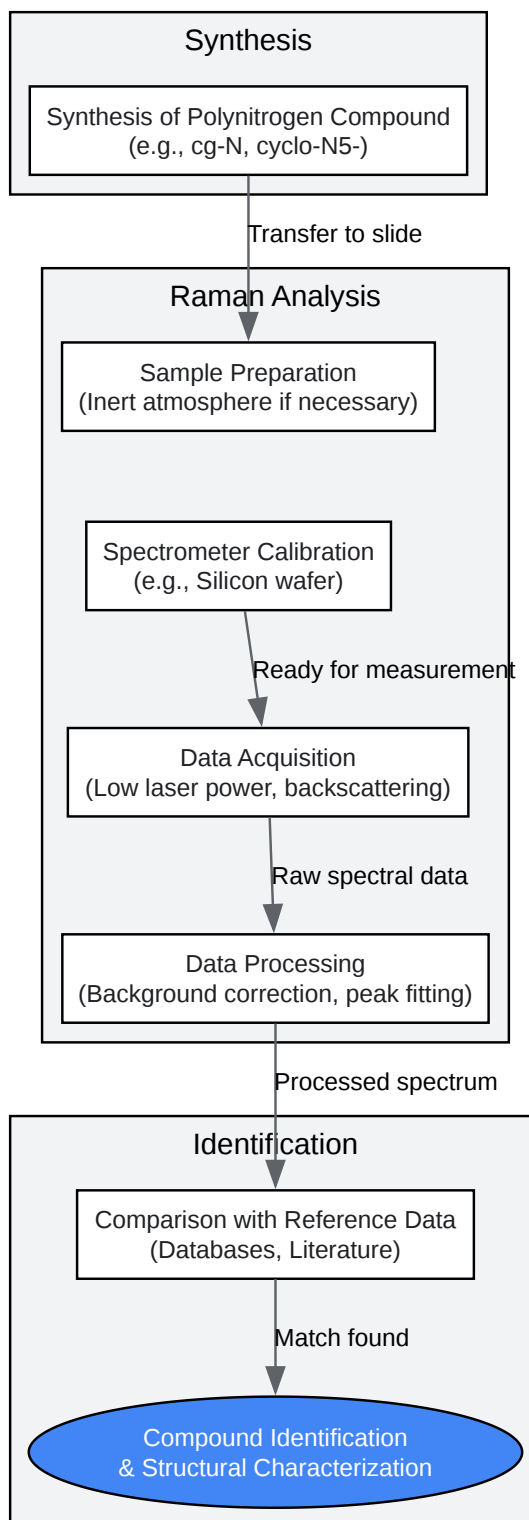 Synthesis
Synthesis of Polynitrogen Compound
(e.g., cg-N, cyclo-N5-)
Transfer to slide
Raman Analysis
Sample Preparation
(Inert atmosphere if necessary)
Spectrometer Calibration
(e.g., Silicon wafer)
Ready for measurement
Data Acquisition
(Low laser power, backscattering)
Raw spectral data
Data Processing
(Background correction, peak fitting)
Processed spectrum
Identification
Comparison with Reference Data
(Databases, Literature)
Match found
Compound Identification
& Structural Characterization